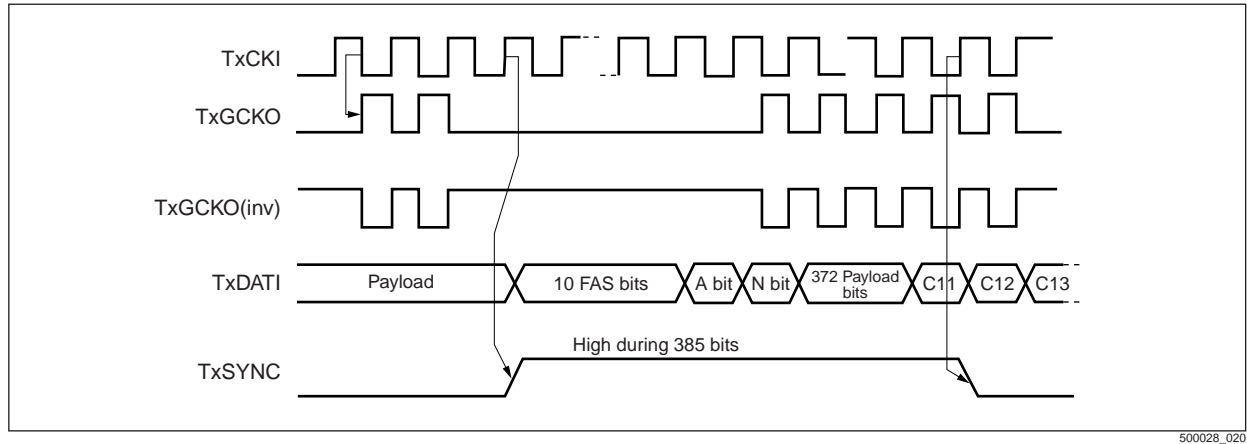 TxCKI
TxGCKO
TxGCKO(inv)
TxDATI
Payload
10 FAS bits
A bit
N bit
372 Payload
bits
C11
C12
C13
High during 385 bits
TxSYNC
500028_020